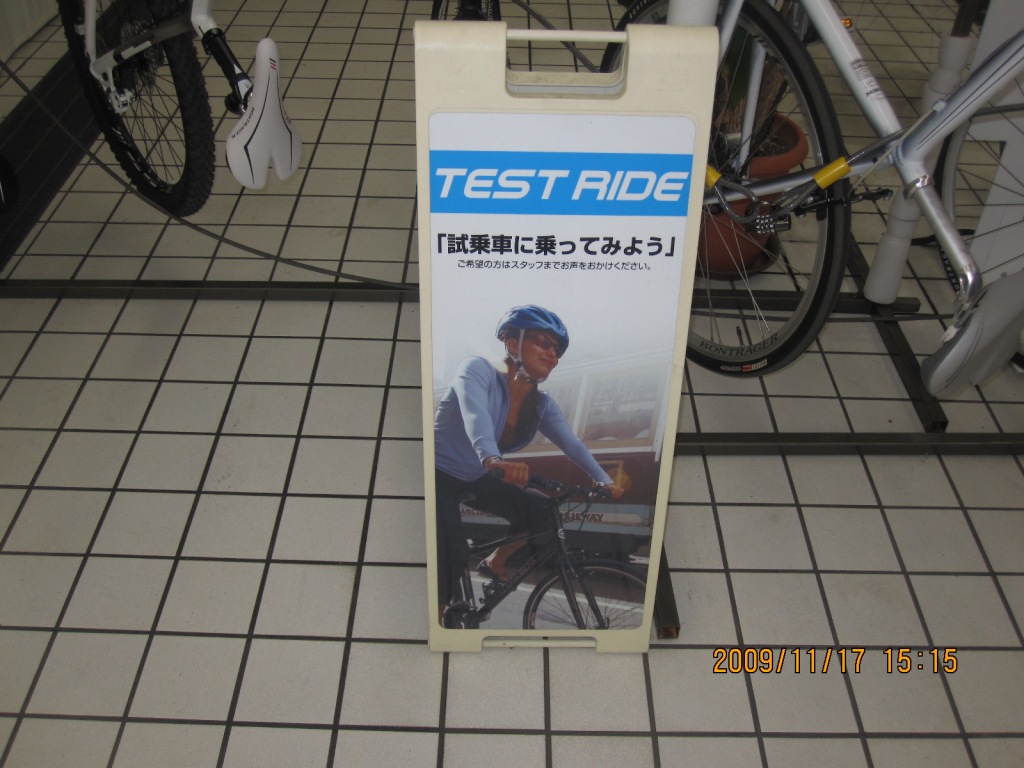 TEST RIDE
「試乗車に乗ってみよう」
ご希望の方はスタッフまでお声をおかけください。
RAILWAY
BONTRAGER
2009/11/17 15:15